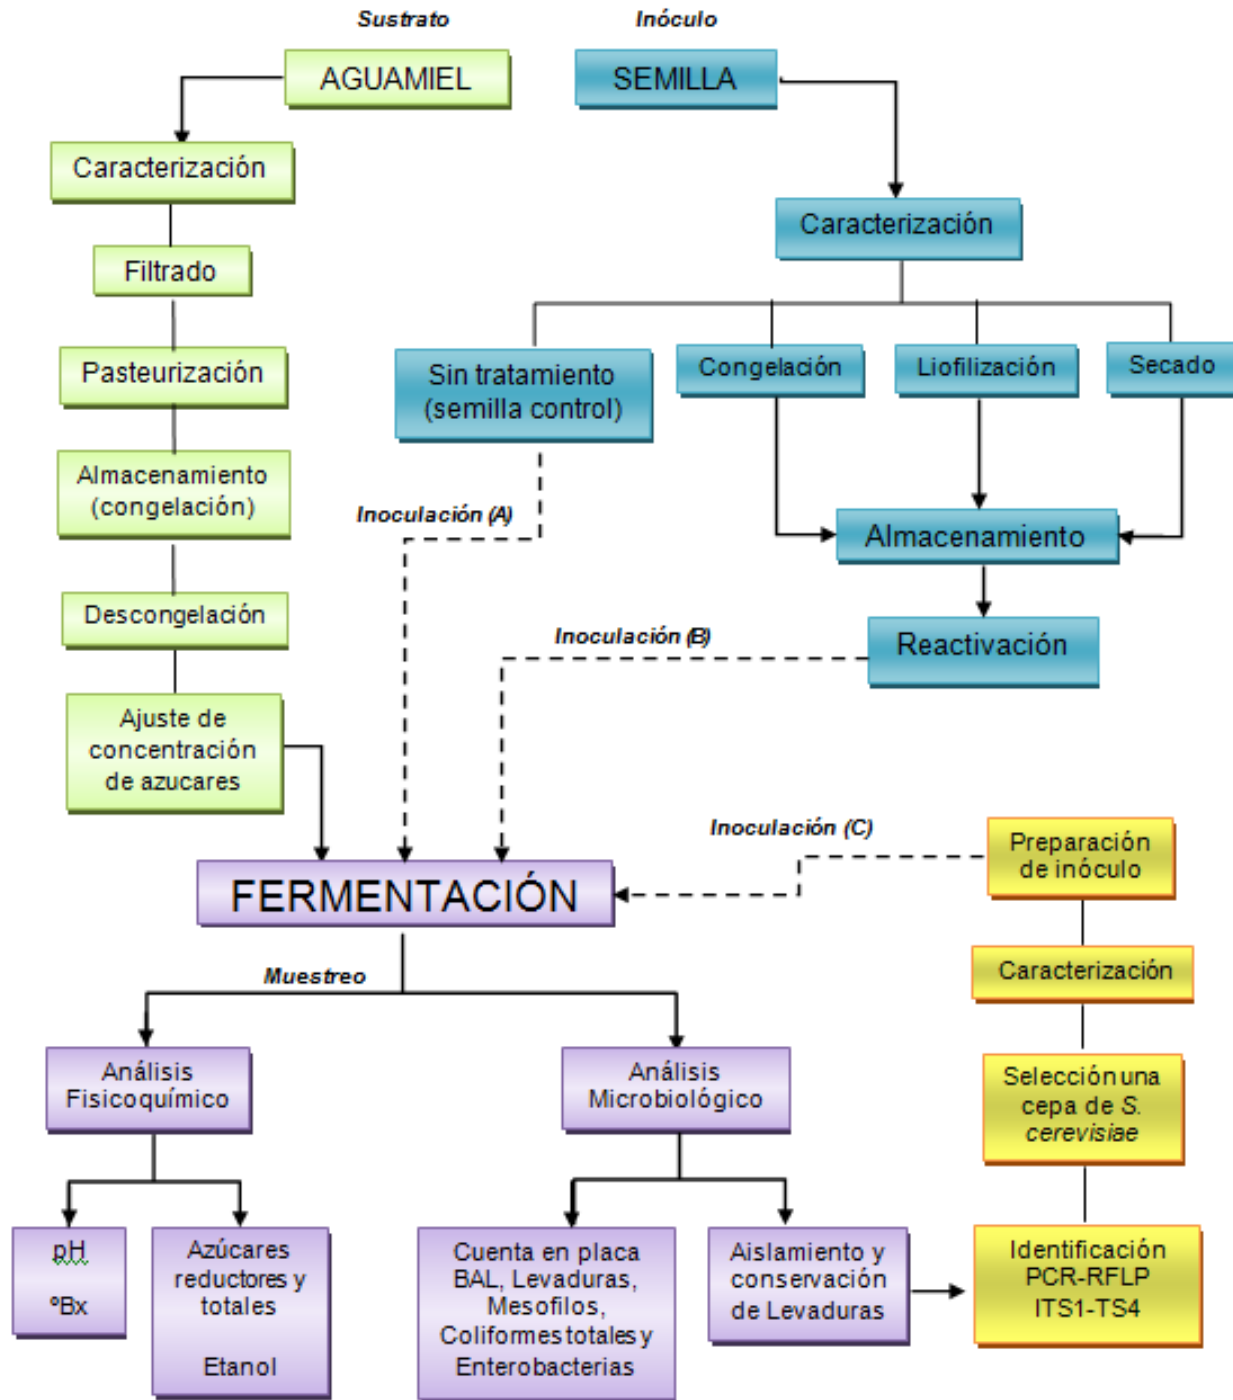 Sustrato
Inóculo
AGUAMIEL
SEMILLA
Caracterización
Filtrado
Pasteurización
Almacenamiento
(congelación)
Descongelación
Ajuste de
concentración
de azucares
Caracterización
Sin tratamiento
(semilla control)
Congelación
Liofilización
Secado
Almacenamiento
Reactivación
Inoculación (A)
Inoculación (B)
Inoculación (C)
FERMENTACIÓN
Muestreo
Análisis
Fisicoquímico
Análisis
Microbiológico
pH
ºBx
Azúcares
reductores y
totales
Etanol
Cuenta en placa
BAL, Levaduras,
Mesofilos,
Coliformes totales y
Enterobacterias
Aislamiento y
conservación
de Levaduras
Preparación
de inóculo
Caracterización
Selección una
cepa de S.
cerevisiae
Identificación
PCR-RFLP
ITS1-TS4